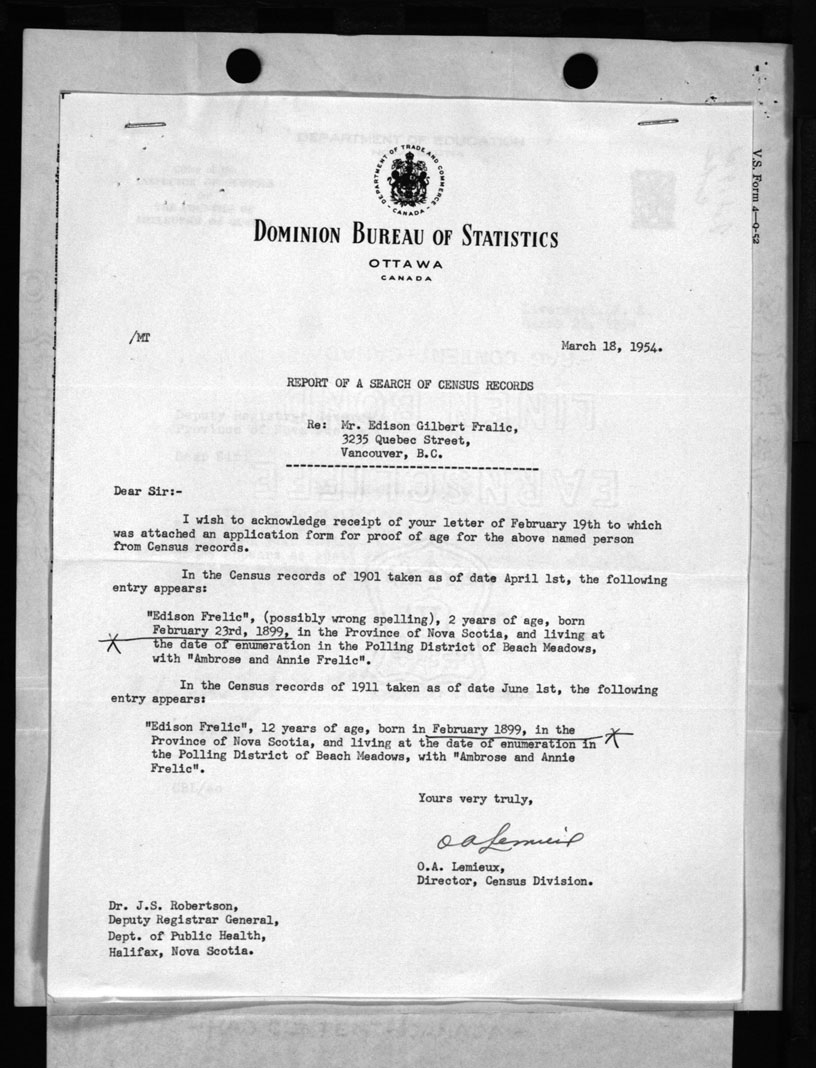 DEPARTMENT OF EDUCATION
DEPARTMENT OF TRADE AND COMMERCE
- CANADA -
DOMINION BUREAU OF STATISTICS
OTTAWA
CANADA
V.S. Form 4-9-52
/MT
March 18, 1954.
REPORT OF A SEARCH OF CENSUS RECORDS
Re: Mr. Edison Gilbert Fralic,
3235 Quebec Street,
Vancouver, B.C.
Dear Sir:-
I wish to acknowledge receipt of your letter of February 19th to which
was attached an application form for proof of age for the above named person
from Census records.
In the Census records of 1901 taken as of date April 1st, the following
entry appears:
"Edison Frelic", (possibly wrong spelling), 2 years of age, born
February 23rd, 1899, in the Province of Nova Scotia, and living at
the date of enumeration in the Polling District of Beach Meadows,
with "Ambrose and Annie Frelic".
In the Census records of 1911 taken as of date June 1st, the following
entry appears:
"Edison Frelic", 12 years of age, born in February 1899, in the
Province of Nova Scotia, and living at the date of enumeration in
the Polling District of Beach Meadows, with "Ambrose and Annie
Frelic".
Yours very truly,
O A Lemieux
O.A. Lemieux,
Director, Census Division.
Dr. J.S. Robertson,
Deputy Registrar General,
Dept. of Public Health,
Halifax, Nova Scotia.